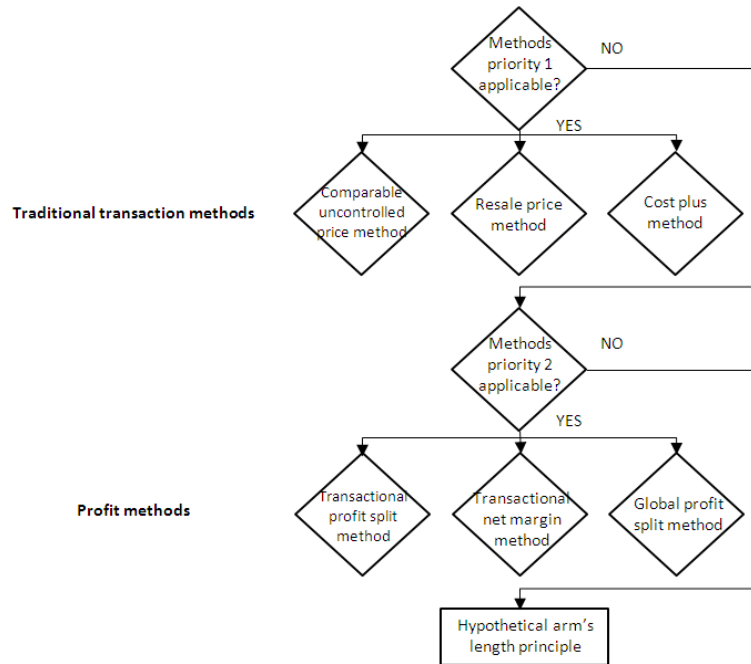 Methods
priority 1
applicable?
NO
YES
Traditional transaction methods
Comparable
uncontrolled
price method
Resale price
method
Cost plus
method
Methods
priority 2
applicable?
NO
YES
Profit methods
Transactional
profit split
method
Transactional
net margin
method
Global profit
split method
Hypothetical arm's
length principle